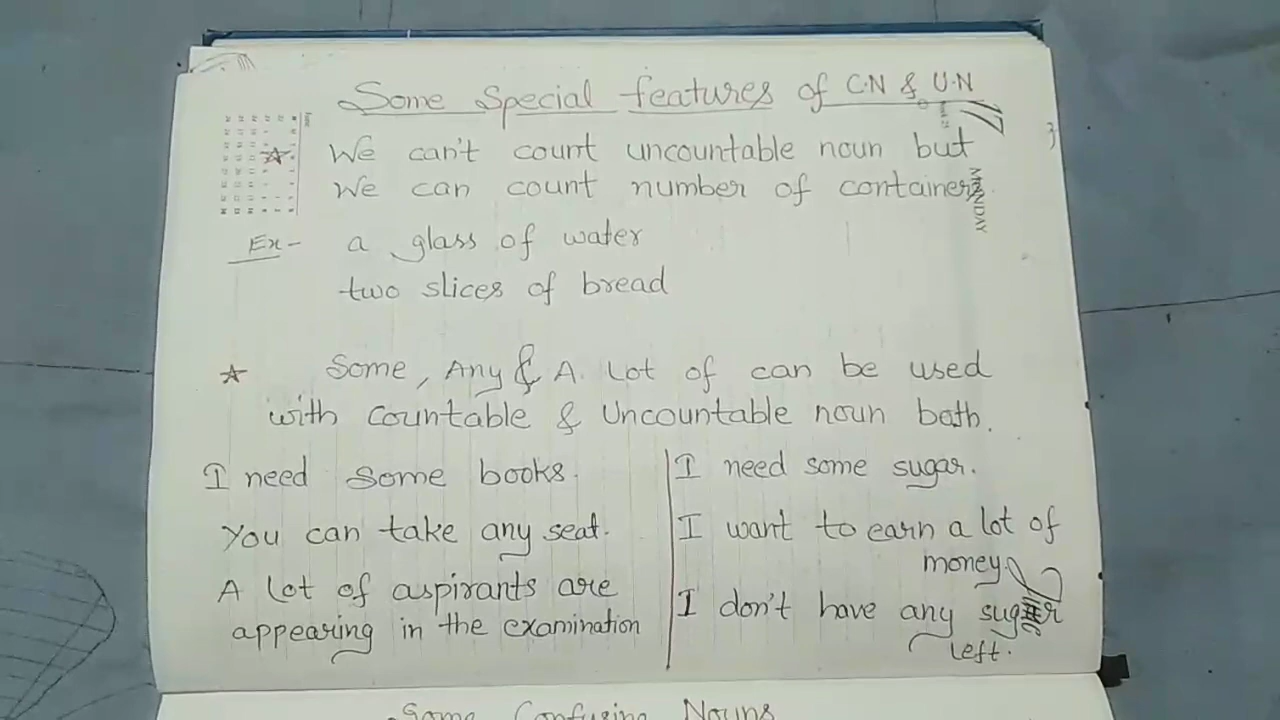 Some Special features of C.N & U.N
17
MONDAY
We can't count uncountable noun but
We can count number of containers
Ex- a glass of water
two slices of bread
Some, Any & A Lot of can be used
with Countable & Uncountable noun both.
I need some books.
You can take any seat.
A Lot of aspirants are
appearing in the examination
I need some sugar.
I want to earn a lot of
money.
I don't have any sugar
left.
Some Confusing Nouns